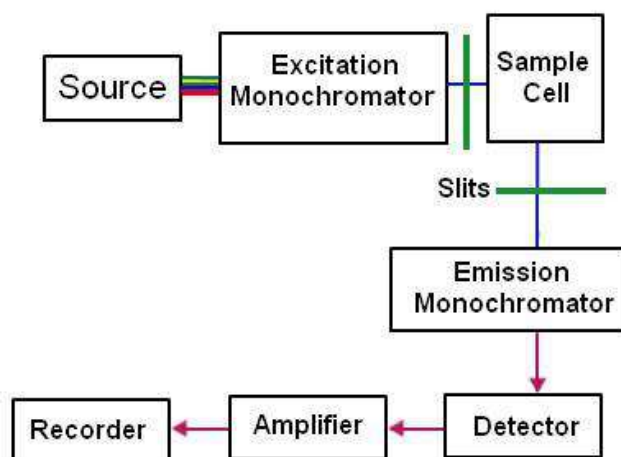 Source
Excitation
Monochromator
Sample
Cell
Slits
Emission
Monochromator
Recorder
Amplifier
Detector